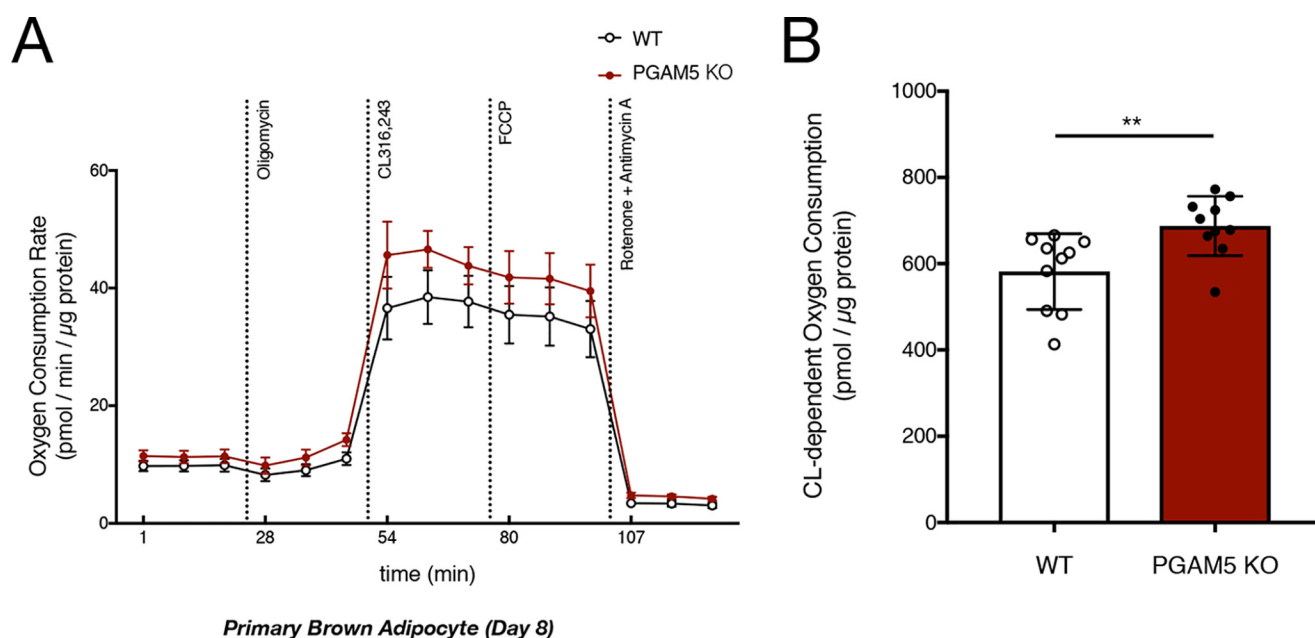 A
WT
PGAM5 KO
Oligomycin
CL316,243
FCCP
Rotenone + Antimycin A
Oxygen Consumption Rate
(pmol / min / µg protein)
60
40
20
0
1
28
54
80
107
time (min)
Primary Brown Adipocyte (Day 8)
B
**
CL-dependent Oxygen Consumption
(pmol / µg protein)
1000
800
600
400
200
0
WT
PGAM5 KO